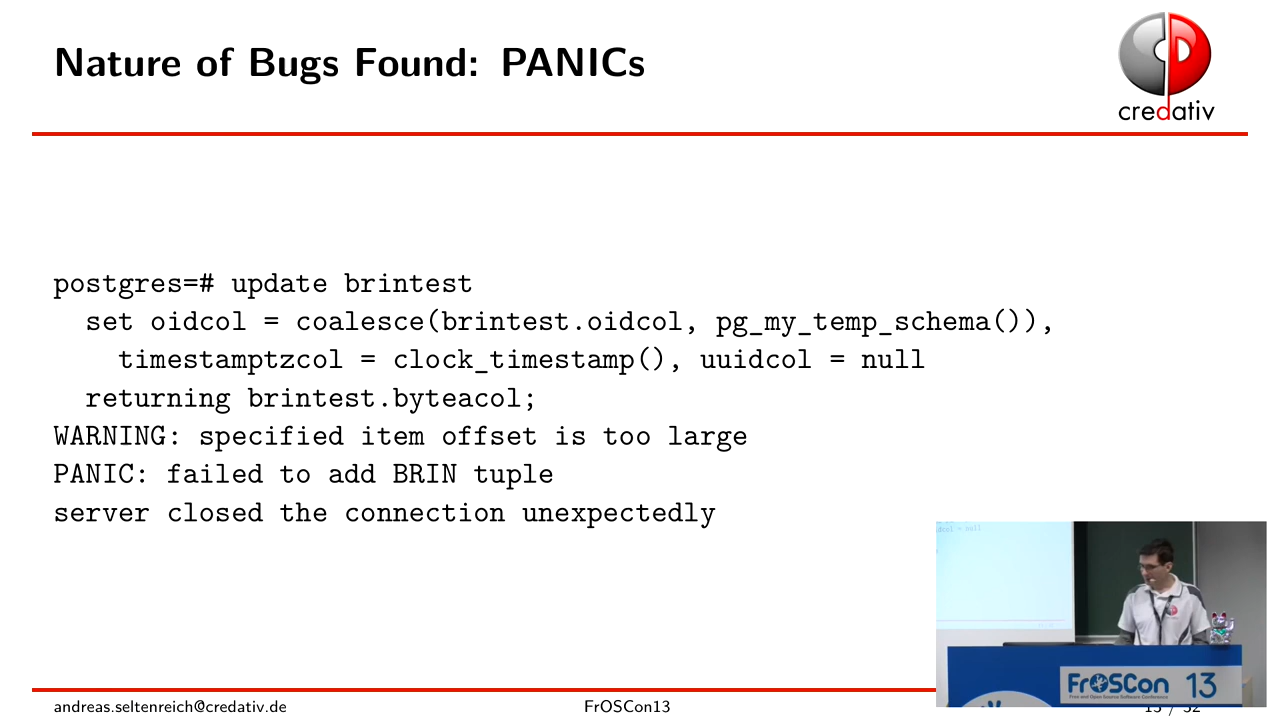 Nature of Bugs Found: PANICs
credativ
postgres=# update brintest
set oidcol = coalesce(brintest.oidcol, pg_my_temp_schema()),
timestamptzcol = clock_timestamp(), uuidcol = null
returning brintest.byteacol;
WARNING: specified item offset is too large
PANIC: failed to add BRIN tuple
server closed the connection unexpectedly
FrOSCon 13
Free and Open Source Software Conference
andreas.seltenreich@credativ.de
FrOSCon13